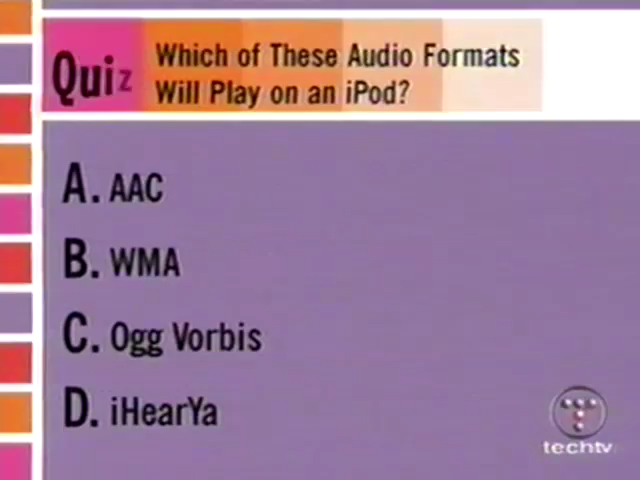 Quiz
Which of These Audio Formats
Will Play on an iPod?
A. AAC
B. WMA
C. Ogg Vorbis
D. iHearYa
techtv